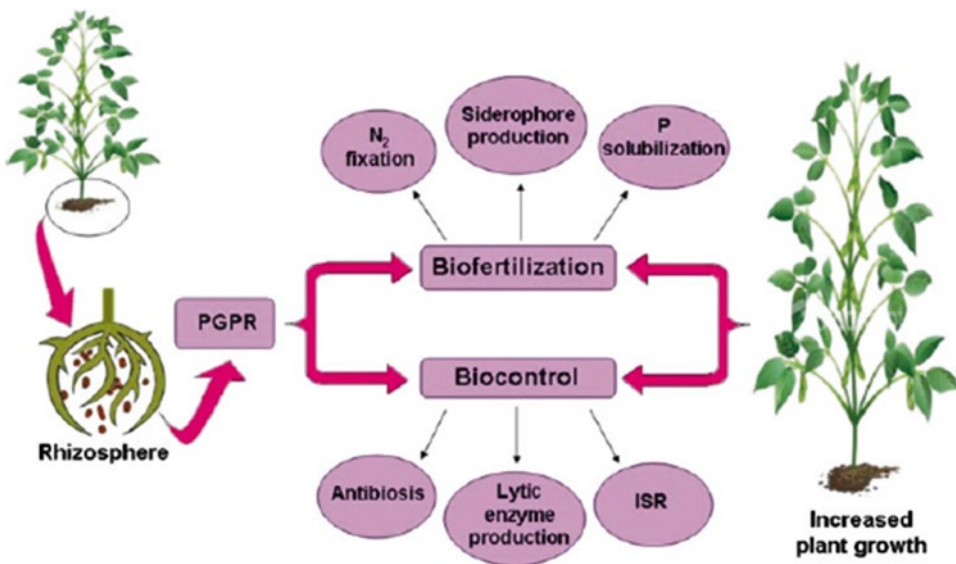 N₂
fixation
Siderophore
production
P
solubilization
Biofertilization
PGPR
Biocontrol
Rhizosphere
Antibiosis
Lytic
enzyme
production
ISR
Increased
plant growth